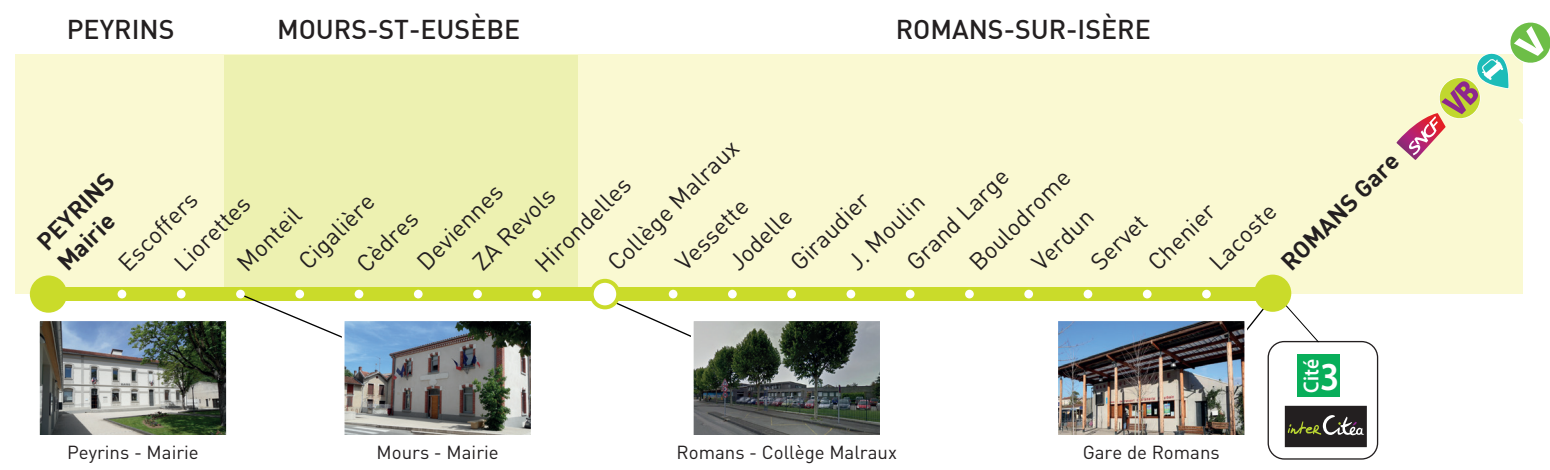 PEYRINS
MOURS-ST-EUSÈBE
ROMANS-SUR-ISÈRE
PEYRINS
Mairie
Escoffers
Liorettes
Monteil
Cigalière
Cèdres
Deviennes
ZA Revols
Hirondelles
Collège Malraux
Vessette
Jodelle
Giraudier
J. Moulin
Grand Large
Boulodrome
Verdun
Servet
Chenier
Lacoste
ROMANS Gare
SNCF
VB
V
Peyrins - Mairie
Mours - Mairie
Romans - Collège Malraux
Gare de Romans
Cité 3
inter Citéa